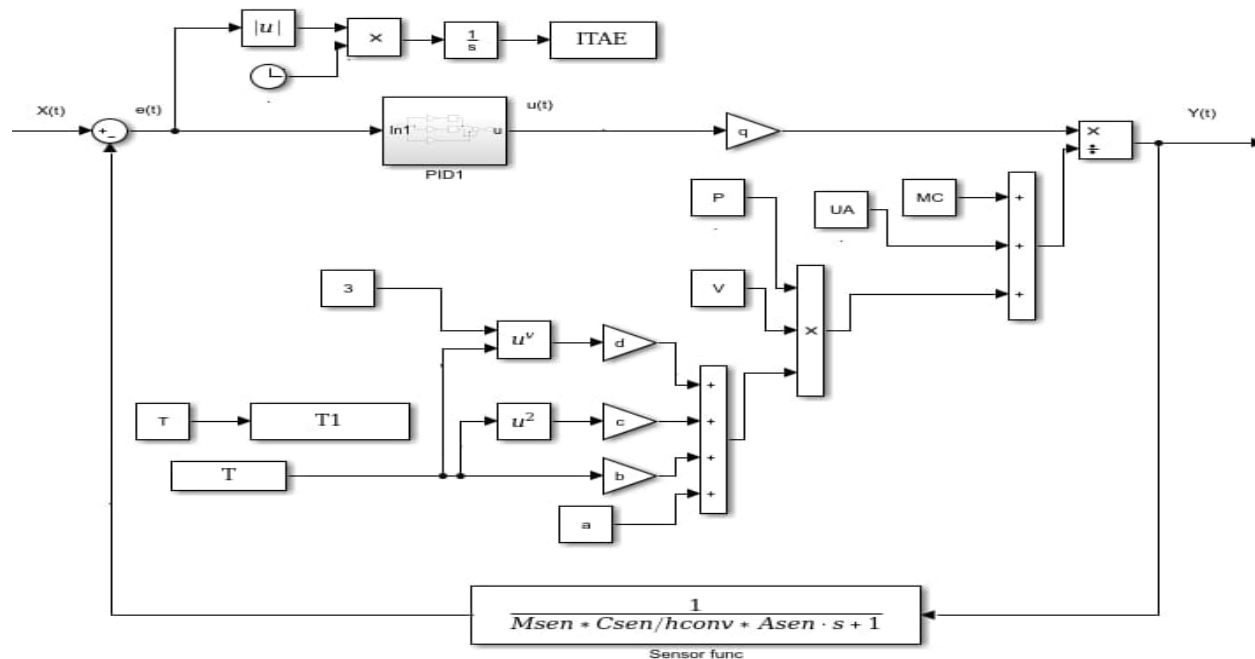 |u|
×
1
s
ITAE
X(t)
e(t)
+
−
In1
u
PID1
u(t)
q
×
÷
Y(t)
P
UA
MC
+
+
+
3
V
×
u^v
d
T
T1
u^2
c
+
+
+
+
T
b
a
1
Msen * Csen/hconv * Asen · s + 1
Sensor func